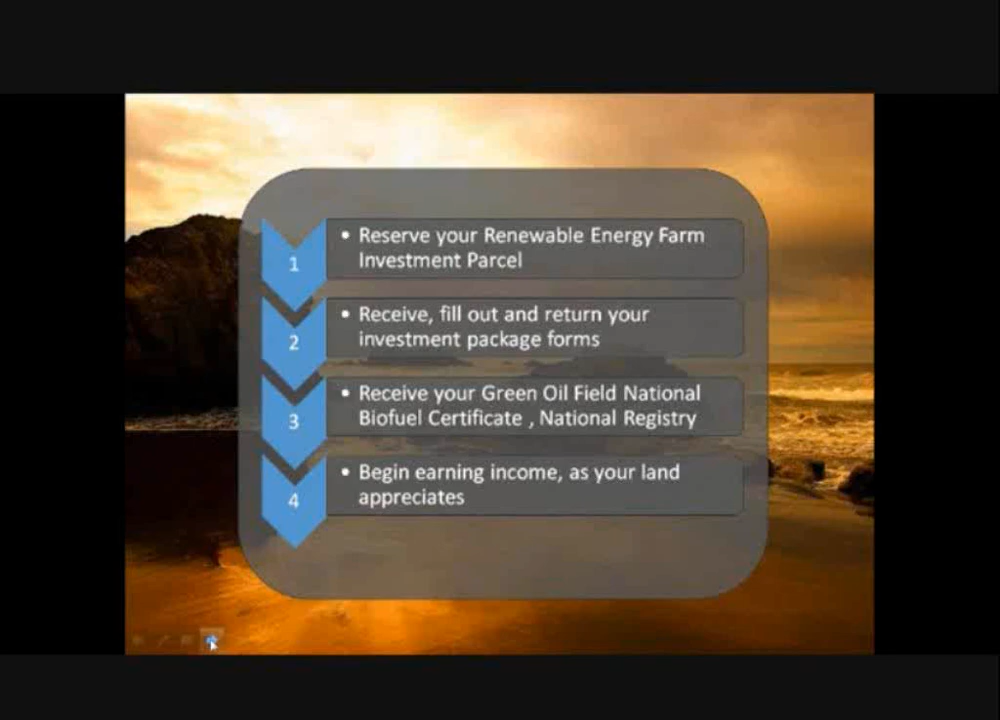 1
• Reserve your Renewable Energy Farm
Investment Parcel
2
• Receive, fill out and return your
investment package forms
3
• Receive your Green Oil Field National
Biofuel Certificate , National Registry
4
• Begin earning income, as your land
appreciates